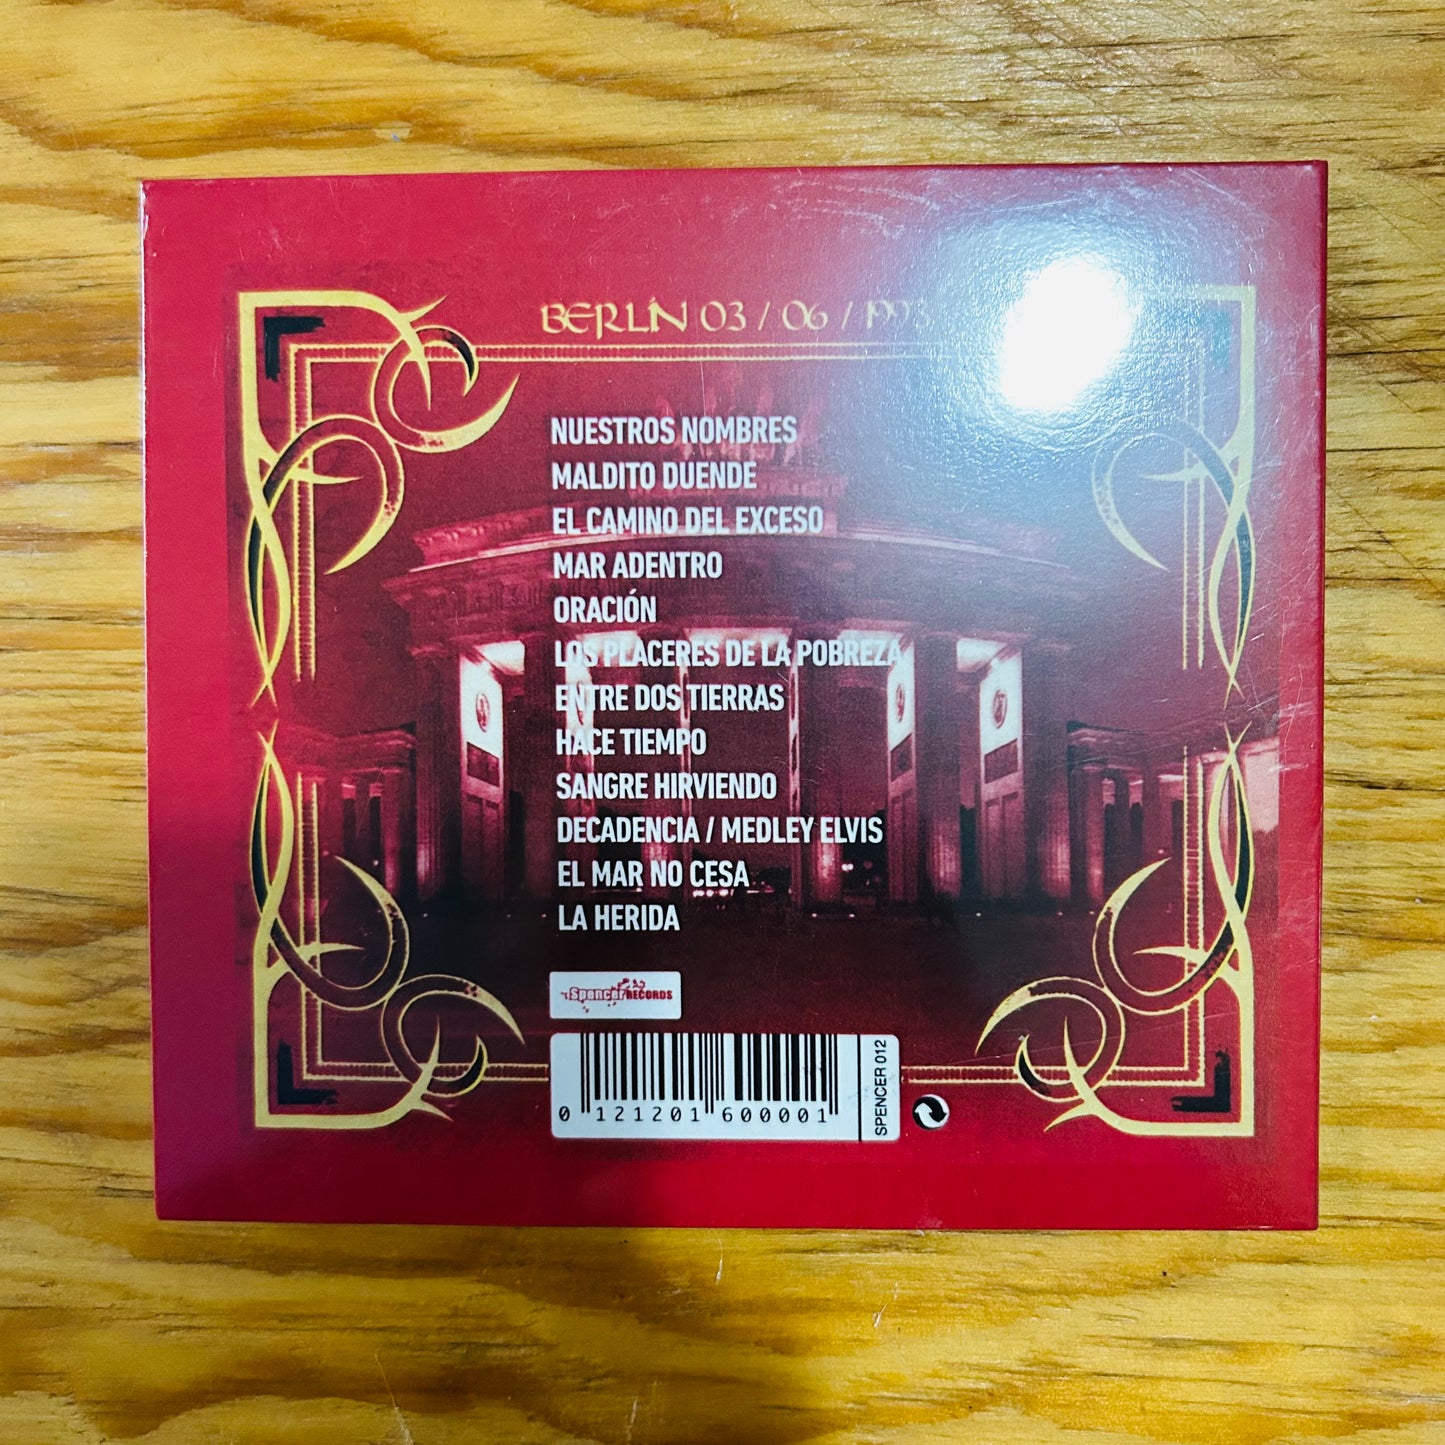 BERLÍN 03 / 06 / 1993
NUESTROS NOMBRES
MALDITO DUENDE
EL CAMINO DEL EXCESO
MAR ADENTRO
ORACIÓN
LOS PLACERES DE LA POBREZA
ENTRE DOS TIERRAS
HACE TIEMPO
SANGRE HIRVIENDO
DECADENCIA / MEDLEY ELVIS
EL MAR NO CESA
LA HERIDA
Spencer RECORDS
0 121201 600001
SPENCER 012